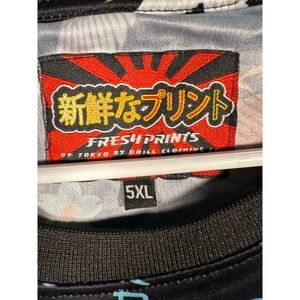 新鮮なプリント
FRESH PRINTS
OF TOKYO BY DRILL CLOTHING
5XL